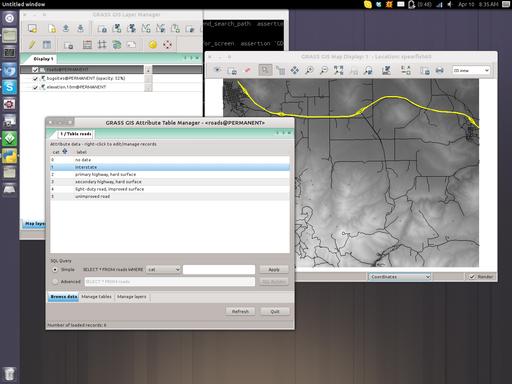 Untitled window
(0:48)
Apr 10 8:35 AM
GRASS GIS Layer Manager
nd_search_path assertio
for_screen assertion 'GD
Display 1
roads@PERMANENT
elevation.10m@PERMANENT
GRASS GIS Map Display: 1 - Location: spearfish60
2D view
GRASS GIS Attribute Table Manager - <roads@PERMANENT>
1 / Table roads
Attribute data - right-click to edit/manage records
cat label
0 no data
1 interstate
2 primary highway, hard surface
3 secondary highway, hard surface
4 light-duty road, improved surface
5 unimproved road
Map layers
SQL Query
Simple SELECT * FROM roads WHERE cat Apply
Advanced SELECT * FROM roads SQL Builder
Browse data Manage tables Manage layers
Refresh Quit
Number of loaded records: 6
Coordinates
Render